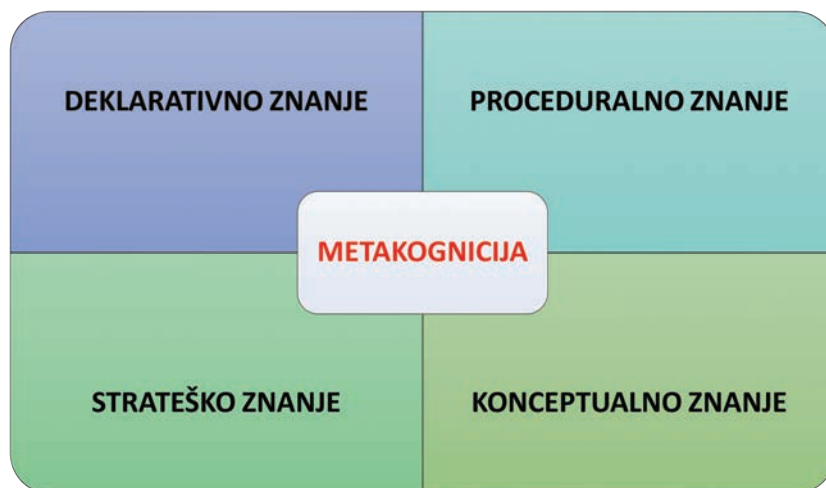 DEKLARATIVNO ZNANJE
PROCEDURALNO ZNANJE
METAKOGNICIJA
STRATEŠKO ZNANJE
KONCEPTUALNO ZNANJE